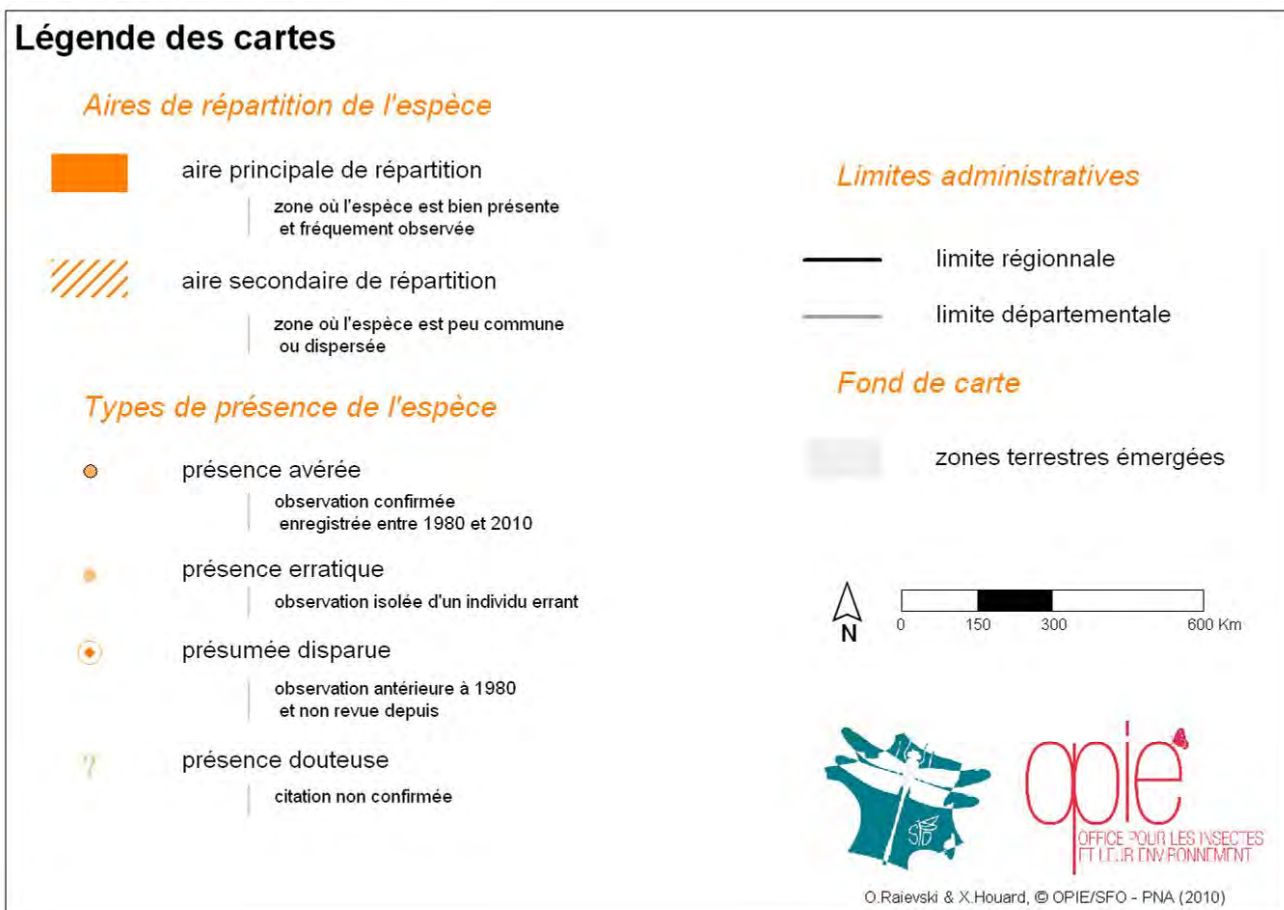 Légende des cartes
Aires de répartition de l'espèce
aire principale de répartition
zone où l'espèce est bien présente
et fréquemment observée
aire secondaire de répartition
zone où l'espèce est peu commune
ou dispersée
Types de présence de l'espèce
présence avérée
observation confirmée
enregistrée entre 1980 et 2010
présence erratique
observation isolée d'un individu errant
présumée disparue
observation antérieure à 1980
et non revue depuis
?
présence douteuse
citation non confirmée
Limites administratives
limite régionnale
limite départementale
Fond de carte
zones terrestres émergées
N
0 150 300 600 Km
sfo
opie
OFFICE POUR LES INSECTES
ET LEUR ENVIRONNEMENT
O.Raievski & X.Houard, © OPIE/SFO - PNA (2010)